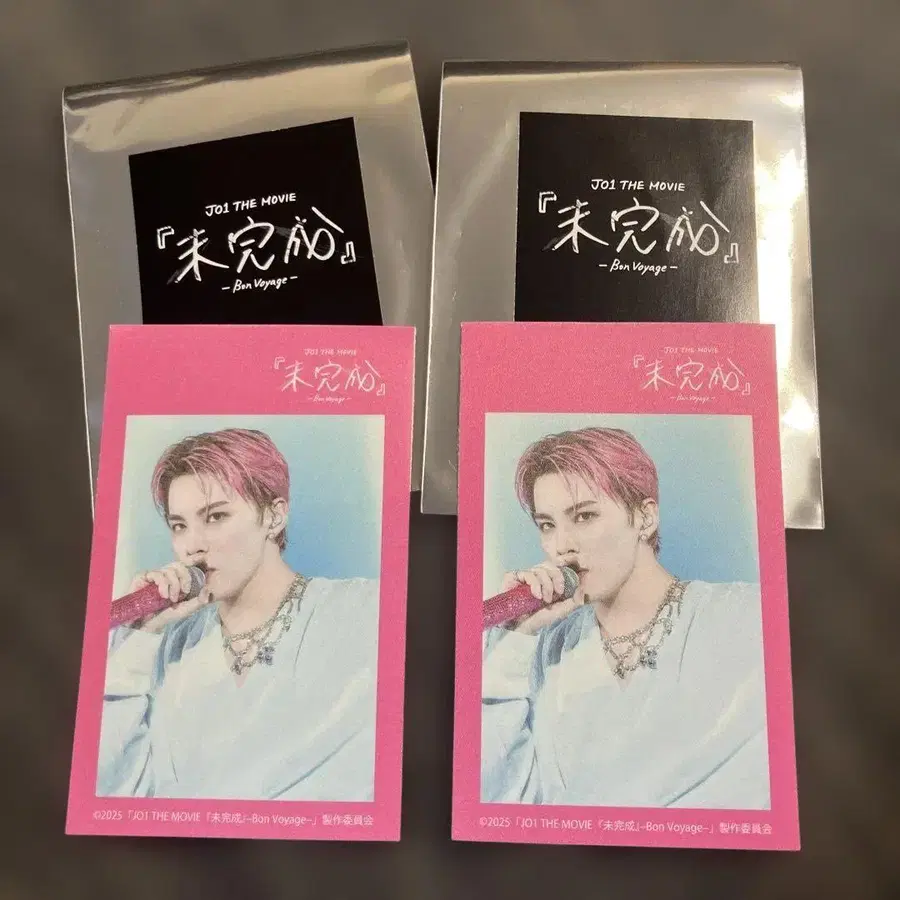 JO1 THE MOVIE
『未完成』
– Bon Voyage –
JO1 THE MOVIE
『未完成』
– Bon Voyage –
JO1 THE MOVIE
『未完成』
– Bon Voyage –
JO1 THE MOVIE
『未完成』
– Bon Voyage –
©2025「JO1 THE MOVIE『未完成』–Bon Voyage–」製作委員会
©2025「JO1 THE MOVIE『未完成』–Bon Voyage–」製作委員会